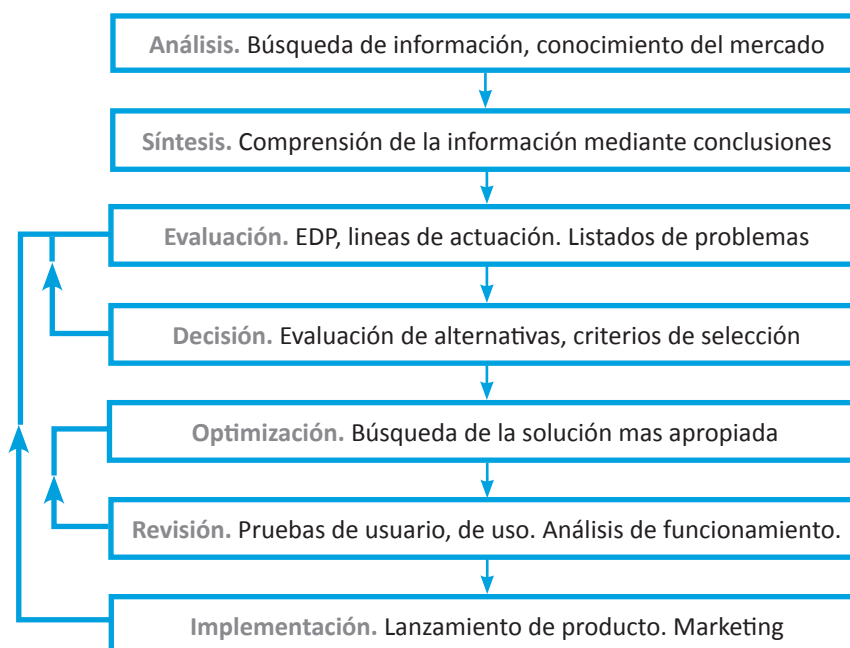 Análisis. Búsqueda de información, conocimiento del mercado
Síntesis. Comprensión de la información mediante conclusiones
Evaluación. EDP, lineas de actuación. Listados de problemas
Decisión. Evaluación de alternativas, criterios de selección
Optimización. Búsqueda de la solución mas apropiada
Revisión. Pruebas de usuario, de uso. Análisis de funcionamiento.
Implementación. Lanzamiento de producto. Marketing